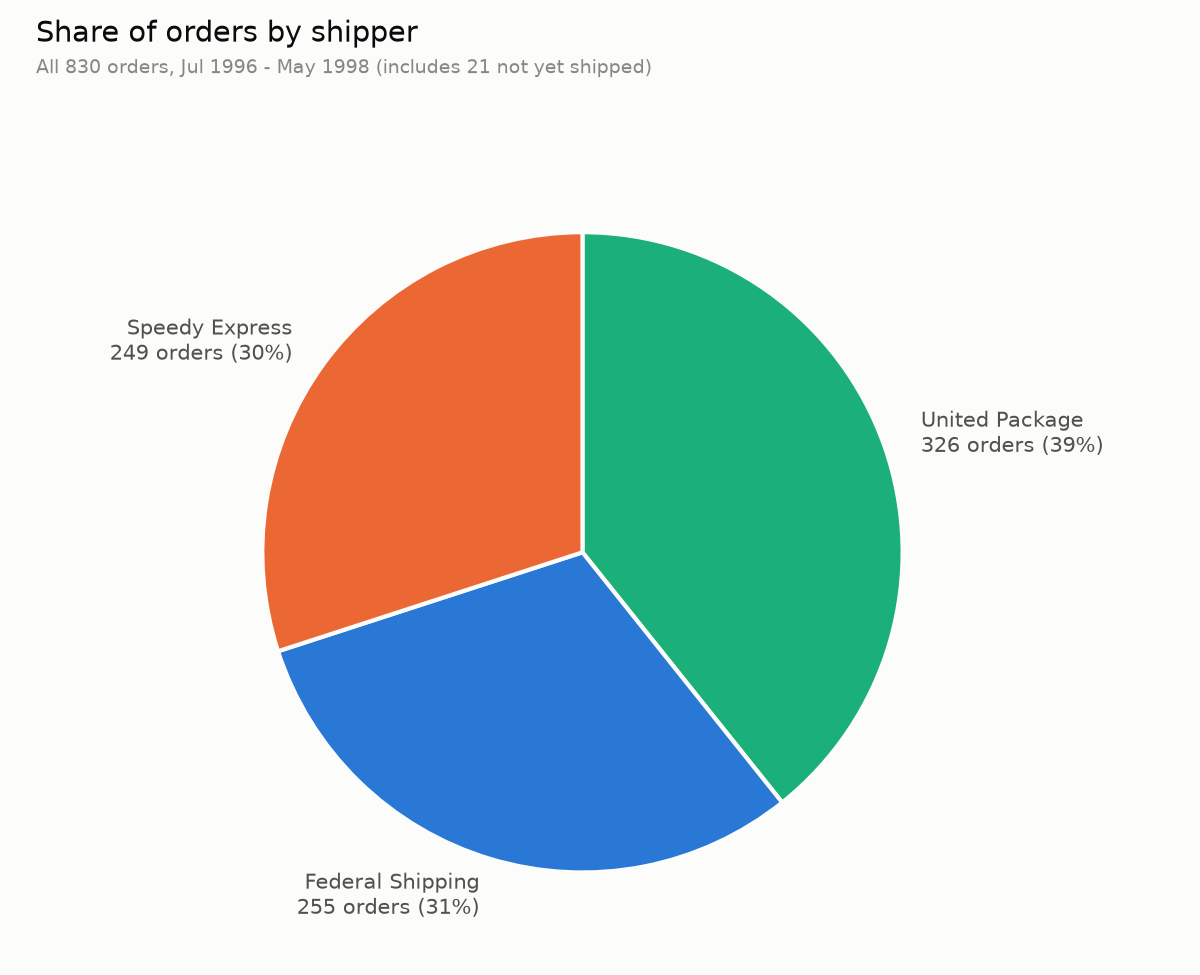 Share of orders by shipper
All 830 orders, Jul 1996 - May 1998 (includes 21 not yet shipped)
Speedy Express
249 orders (30%)
United Package
326 orders (39%)
Federal Shipping
255 orders (31%)